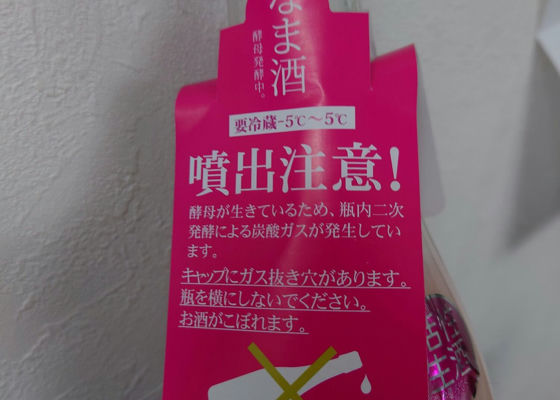 なま酒
酵母発酵中。
要冷蔵-5℃～5℃
噴出注意!
酵母が生きているため、瓶内二次
発酵による炭酸ガスが発生してい
ます。
キャップにガス抜き穴があります。
瓶を横にしないでください。
お酒がこぼれます。
活性
生酒